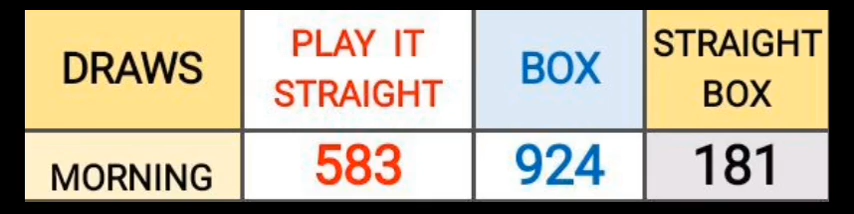 DRAWS
PLAY IT
STRAIGHT
BOX
STRAIGHT
BOX
MORNING
583
924
181